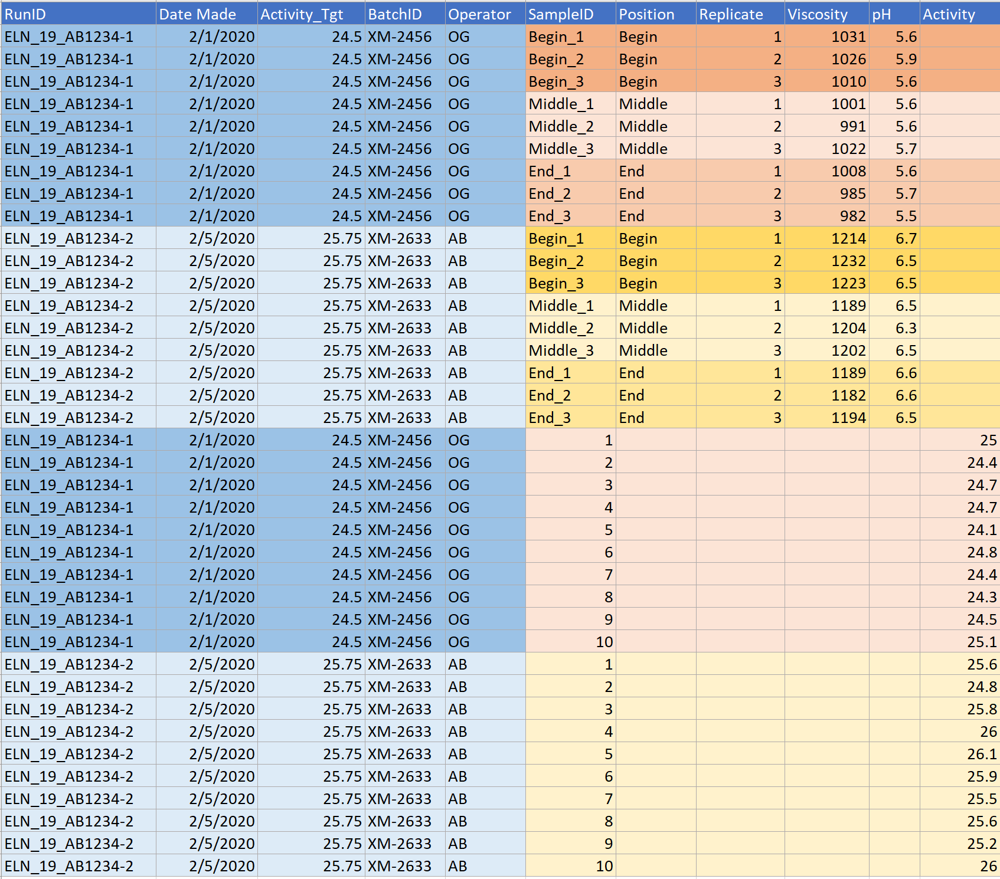 RunID Date Made Activity_Tgt BatchID Operator SampleID Position Replicate Viscosity pH Activity
ELN_19_AB1234-1 2/1/2020 24.5 XM-2456 OG Begin_1 Begin 1 1031 5.6
ELN_19_AB1234-1 2/1/2020 24.5 XM-2456 OG Begin_2 Begin 2 1026 5.9
ELN_19_AB1234-1 2/1/2020 24.5 XM-2456 OG Begin_3 Begin 3 1010 5.6
ELN_19_AB1234-1 2/1/2020 24.5 XM-2456 OG Middle_1 Middle 1 1001 5.6
ELN_19_AB1234-1 2/1/2020 24.5 XM-2456 OG Middle_2 Middle 2 991 5.6
ELN_19_AB1234-1 2/1/2020 24.5 XM-2456 OG Middle_3 Middle 3 1022 5.7
ELN_19_AB1234-1 2/1/2020 24.5 XM-2456 OG End_1 End 1 1008 5.6
ELN_19_AB1234-1 2/1/2020 24.5 XM-2456 OG End_2 End 2 985 5.7
ELN_19_AB1234-1 2/1/2020 24.5 XM-2456 OG End_3 End 3 982 5.5
ELN_19_AB1234-2 2/5/2020 25.75 XM-2633 AB Begin_1 Begin 1 1214 6.7
ELN_19_AB1234-2 2/5/2020 25.75 XM-2633 AB Begin_2 Begin 2 1232 6.5
ELN_19_AB1234-2 2/5/2020 25.75 XM-2633 AB Begin_3 Begin 3 1223 6.5
ELN_19_AB1234-2 2/5/2020 25.75 XM-2633 AB Middle_1 Middle 1 1189 6.5
ELN_19_AB1234-2 2/5/2020 25.75 XM-2633 AB Middle_2 Middle 2 1204 6.3
ELN_19_AB1234-2 2/5/2020 25.75 XM-2633 AB Middle_3 Middle 3 1202 6.5
ELN_19_AB1234-2 2/5/2020 25.75 XM-2633 AB End_1 End 1 1189 6.6
ELN_19_AB1234-2 2/5/2020 25.75 XM-2633 AB End_2 End 2 1182 6.6
ELN_19_AB1234-2 2/5/2020 25.75 XM-2633 AB End_3 End 3 1194 6.5
ELN_19_AB1234-1 2/1/2020 24.5 XM-2456 OG 1 25
ELN_19_AB1234-1 2/1/2020 24.5 XM-2456 OG 2 24.4
ELN_19_AB1234-1 2/1/2020 24.5 XM-2456 OG 3 24.7
ELN_19_AB1234-1 2/1/2020 24.5 XM-2456 OG 4 24.7
ELN_19_AB1234-1 2/1/2020 24.5 XM-2456 OG 5 24.1
ELN_19_AB1234-1 2/1/2020 24.5 XM-2456 OG 6 24.8
ELN_19_AB1234-1 2/1/2020 24.5 XM-2456 OG 7 24.4
ELN_19_AB1234-1 2/1/2020 24.5 XM-2456 OG 8 24.3
ELN_19_AB1234-1 2/1/2020 24.5 XM-2456 OG 9 24.5
ELN_19_AB1234-1 2/1/2020 24.5 XM-2456 OG 10 25.1
ELN_19_AB1234-2 2/5/2020 25.75 XM-2633 AB 1 25.6
ELN_19_AB1234-2 2/5/2020 25.75 XM-2633 AB 2 24.8
ELN_19_AB1234-2 2/5/2020 25.75 XM-2633 AB 3 25.8
ELN_19_AB1234-2 2/5/2020 25.75 XM-2633 AB 4 26
ELN_19_AB1234-2 2/5/2020 25.75 XM-2633 AB 5 26.1
ELN_19_AB1234-2 2/5/2020 25.75 XM-2633 AB 6 25.9
ELN_19_AB1234-2 2/5/2020 25.75 XM-2633 AB 7 25.5
ELN_19_AB1234-2 2/5/2020 25.75 XM-2633 AB 8 25.6
ELN_19_AB1234-2 2/5/2020 25.75 XM-2633 AB 9 25.2
ELN_19_AB1234-2 2/5/2020 25.75 XM-2633 AB 10 26